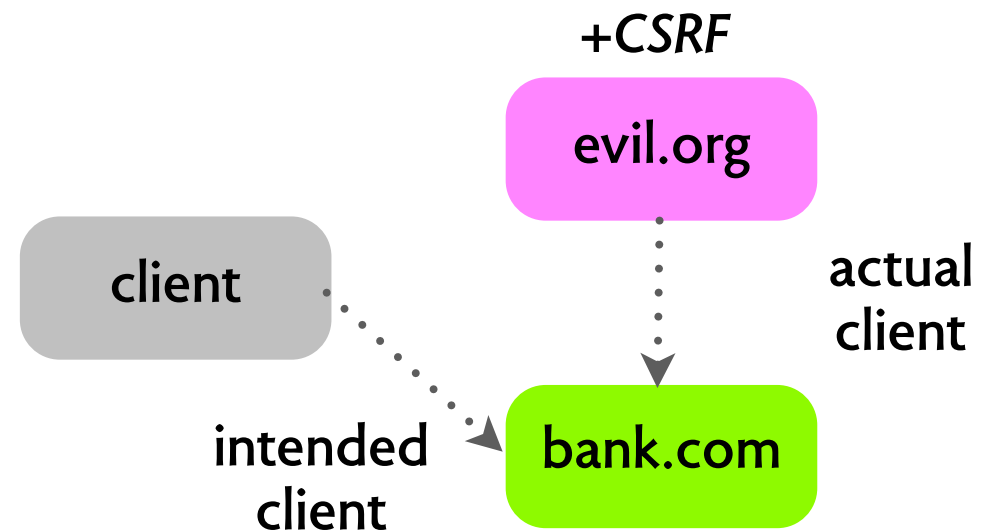 +CSRF
evil.org
client
actual
client
intended
client
bank.com